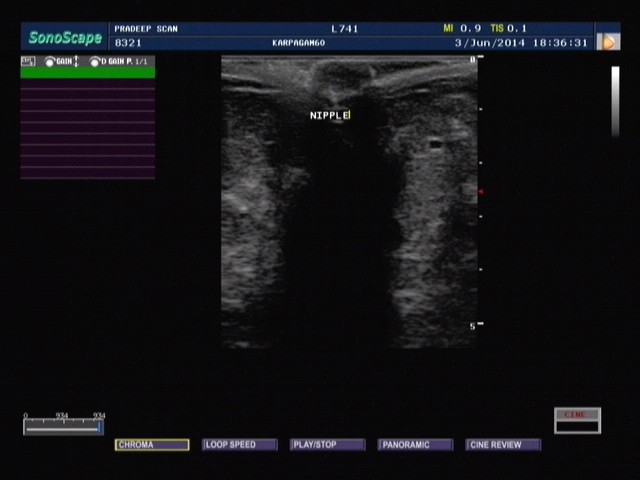 SonoScape
PRADEEP SCAN L741 MI 0.9 TIS 0.1
8321 KARPAGAM60 3/Jun/2014 18:36:31
GAIN D GAIN P. 1/1
0
NIPPLE
5
0 934 934
CINE
CHROMA LOOP SPEED PLAY/STOP PANORAMIC CINE REVIEW